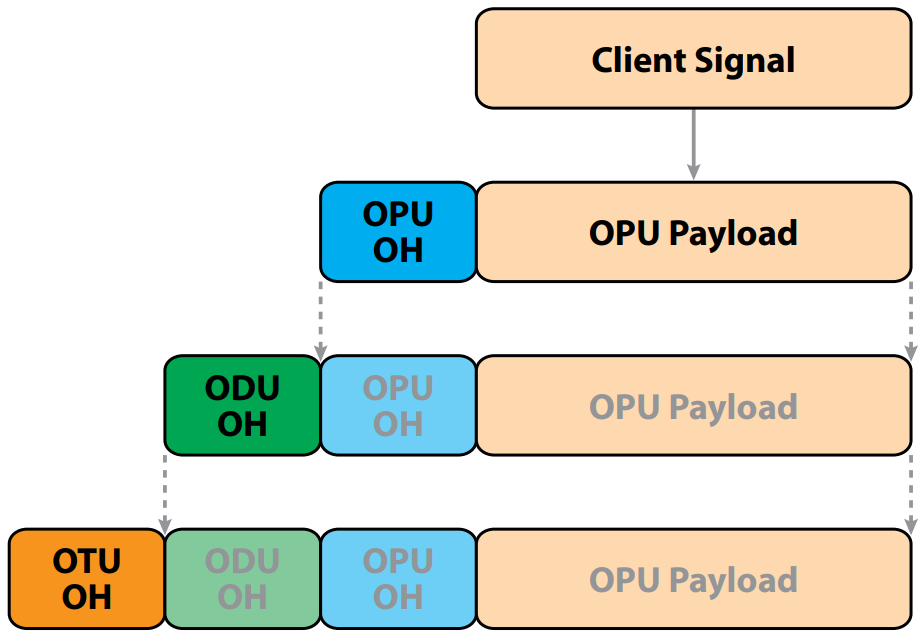 Client Signal
OPU
OH
OPU Payload
ODU
OH
OPU
OH
OPU Payload
OTU
OH
ODU
OH
OPU
OH
OPU Payload